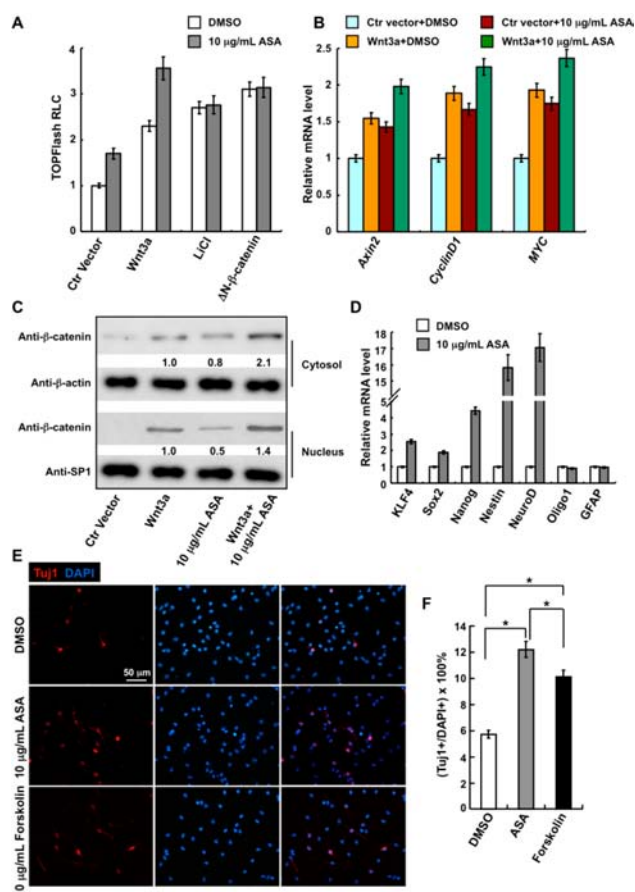 A
DMSO
10 µg/mL ASA
TOPFlash RLC
4
3
2
1
0
Ctr Vector
Wnt3a
LiCl
ΔN-β-catenin
B
Ctr vector+DMSO
Ctr vector+10 µg/mL ASA
Wnt3a+DMSO
Wnt3a+10 µg/mL ASA
Relative mRNA level
2.5
2
1.5
1
0.5
0
Axin2
CyclinD1
MYC
C
Anti-β-catenin
1.0 0.8 2.1
Anti-β-actin
Cytosol
Anti-β-catenin
1.0 0.5 1.4
Anti-SP1
Nucleus
Ctr Vector
Wnt3a
10 µg/mL ASA
Wnt3a+
10 µg/mL ASA
D
DMSO
10 µg/mL ASA
Relative mRNA level
18
17
16
15
6
5
4
2
1
0
KLF4
Sox2
Nanog
Nestin
NeuroD
Oligo1
GFAP
E
Tuj1 DAPI
DMSO
50 µm
10 µg/mL ASA
0 µg/mL Forskolin
F
(Tuj1+/DAPI+) x 100%
14
12
10
8
6
4
2
0
*
*
*
DMSO
ASA
Forskolin